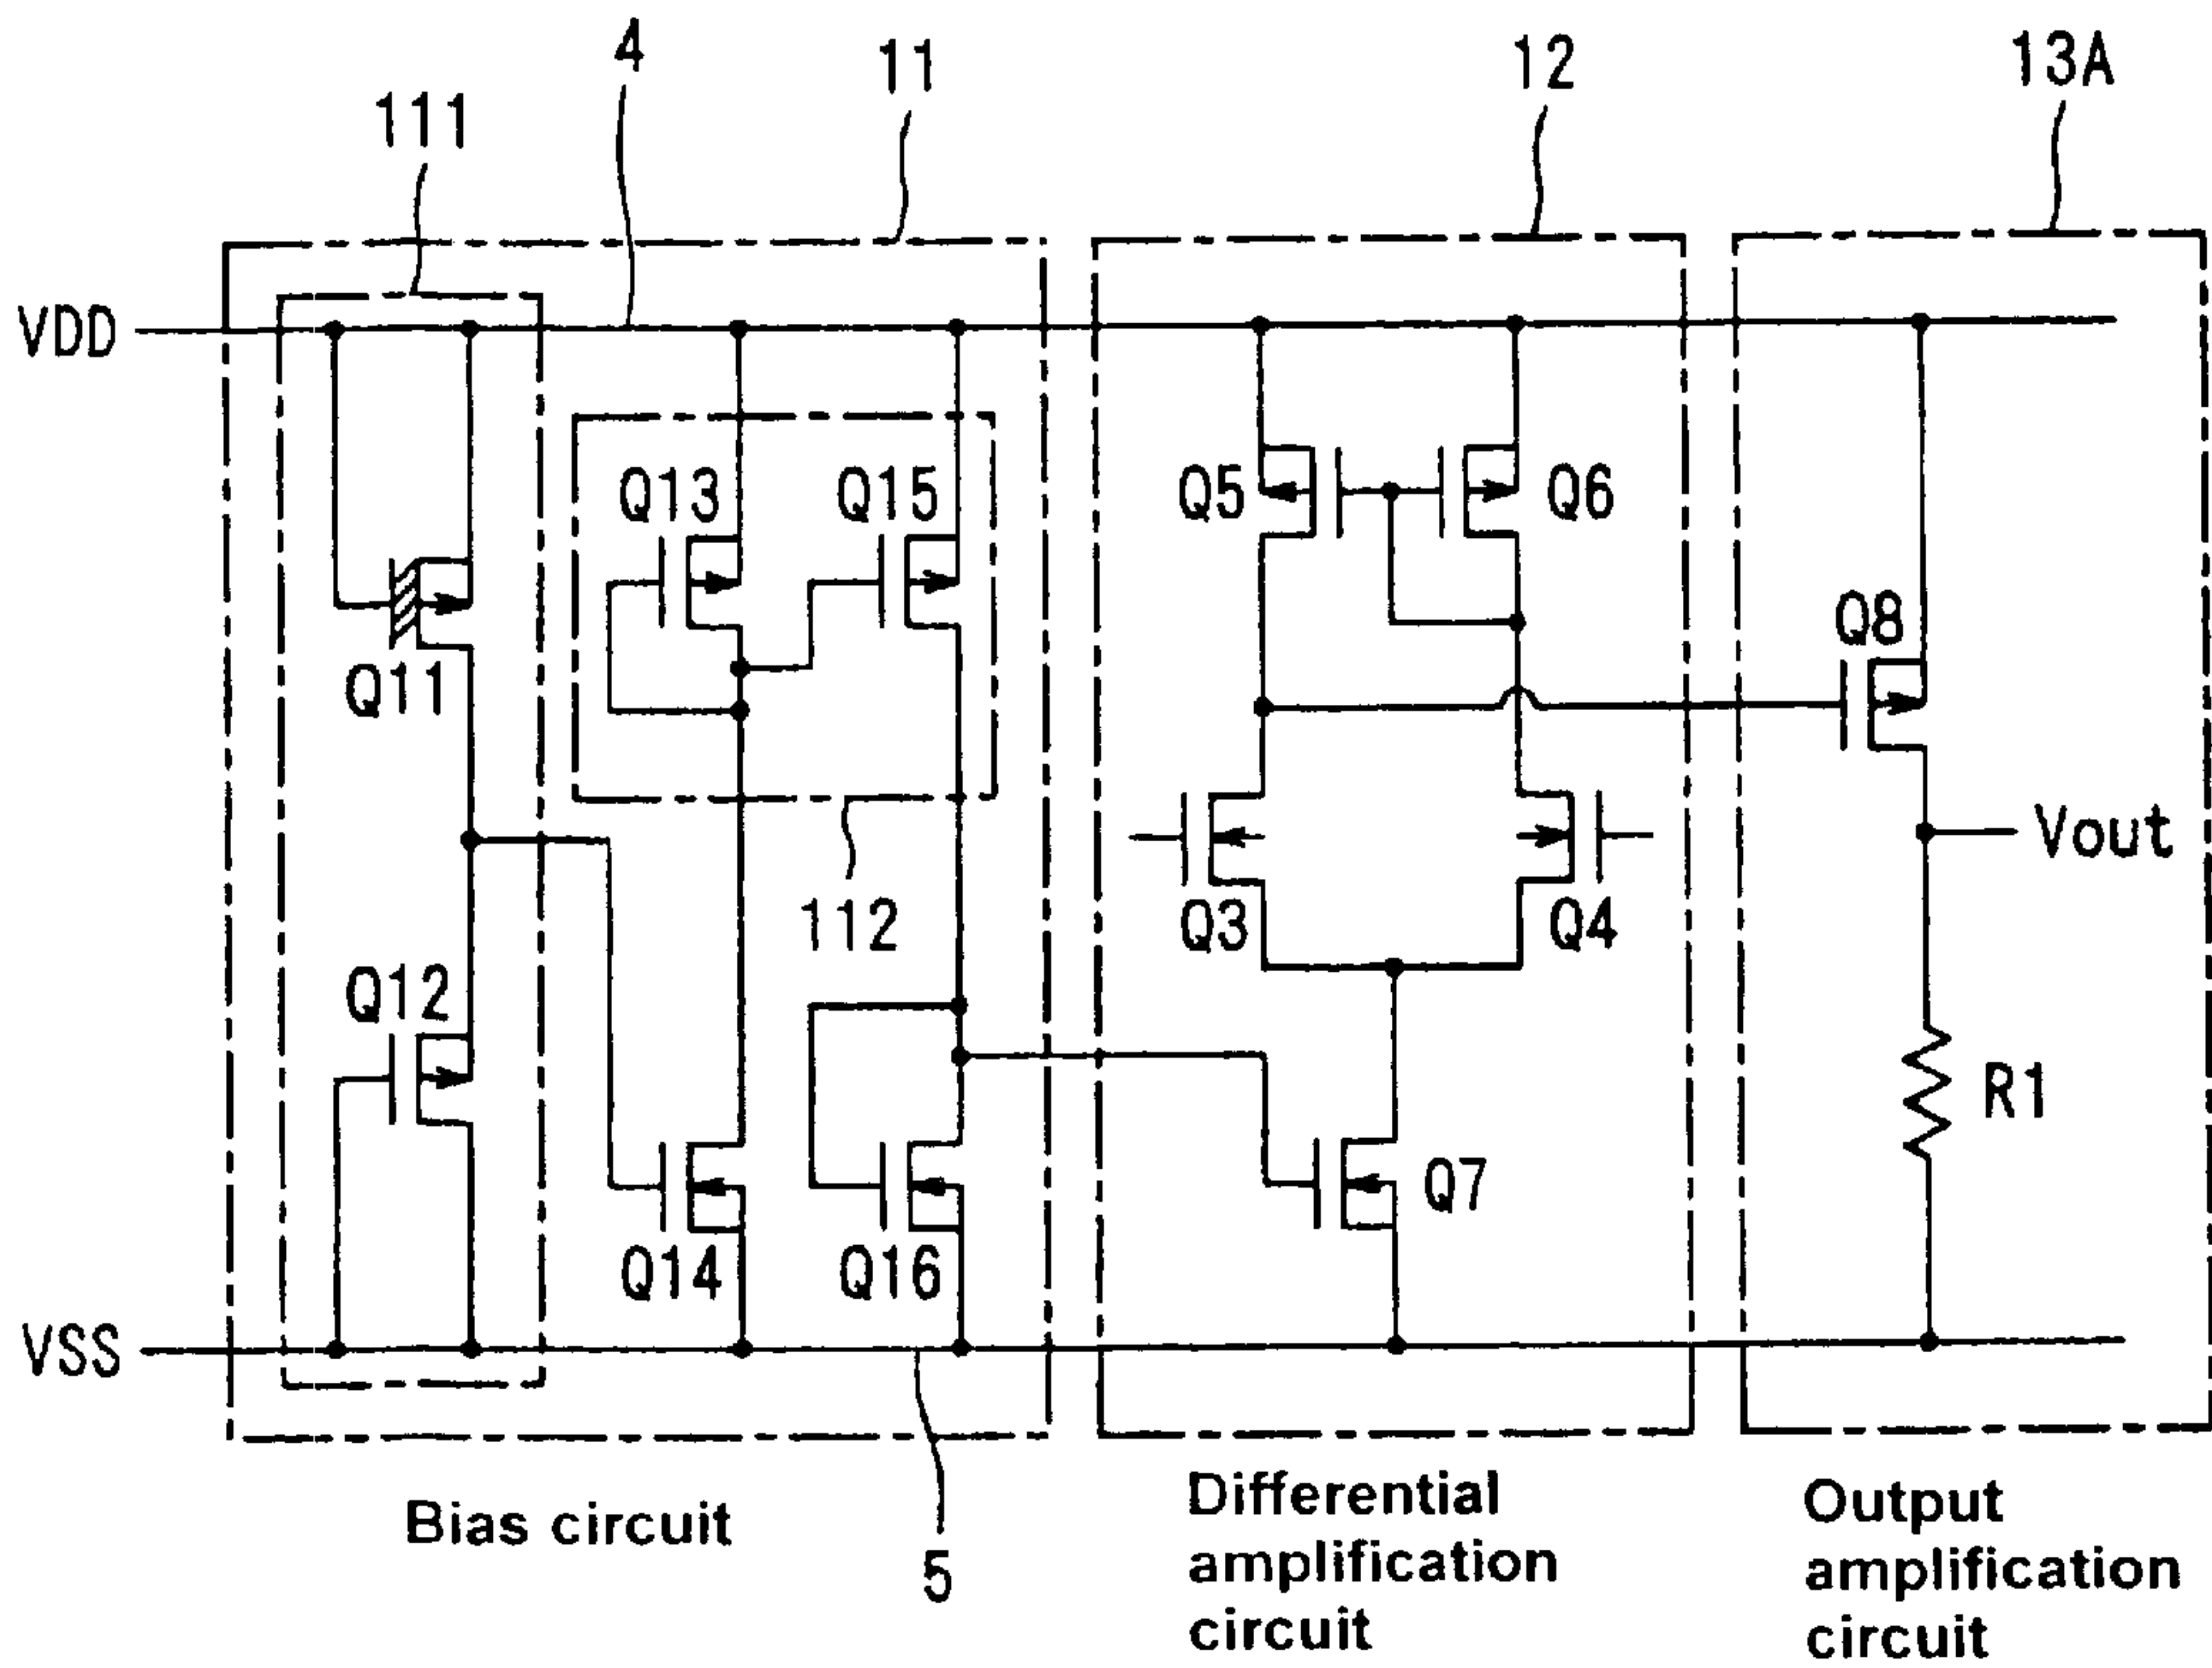 4
11
12
13A
111
VDD
Q13
Q15
Q5
Q6
Q11
Q8
Vout
112
Q3
Q4
Q12
R1
Q7
Q14
Q16
VSS
Bias circuit
5
Differential
amplification
circuit
Output
amplification
circuit